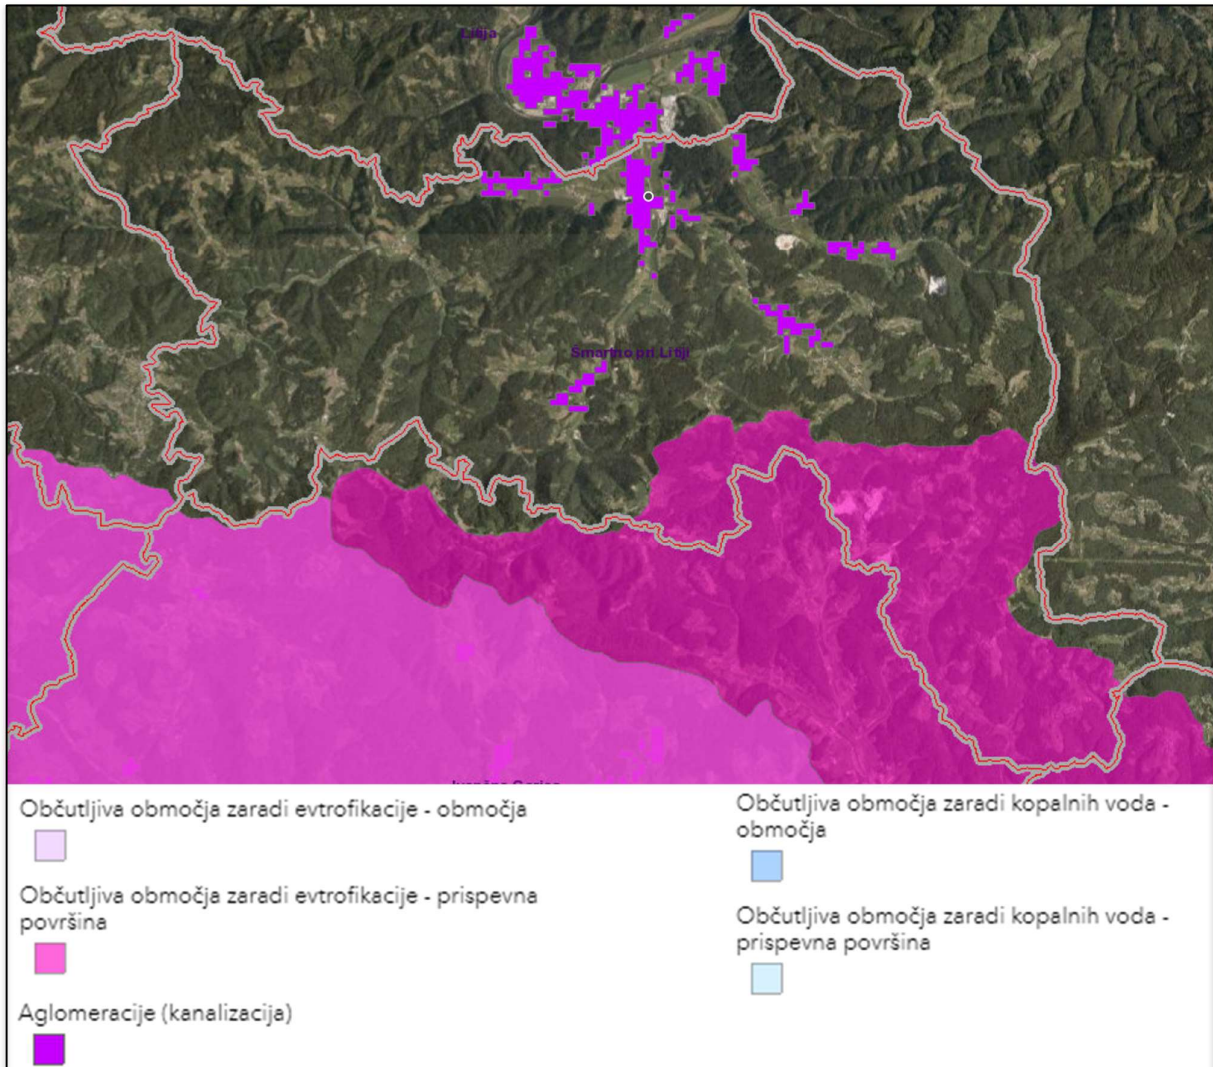 Litija
Šmartno pri Litiji
Občutljiva območja zaradi evtrofikacije - območja
Občutljiva območja zaradi evtrofikacije - prispevna
površina
Aglomeracije (kanalizacija)
Občutljiva območja zaradi kopalnih voda -
območja
Občutljiva območja zaradi kopalnih voda -
prispevna površina